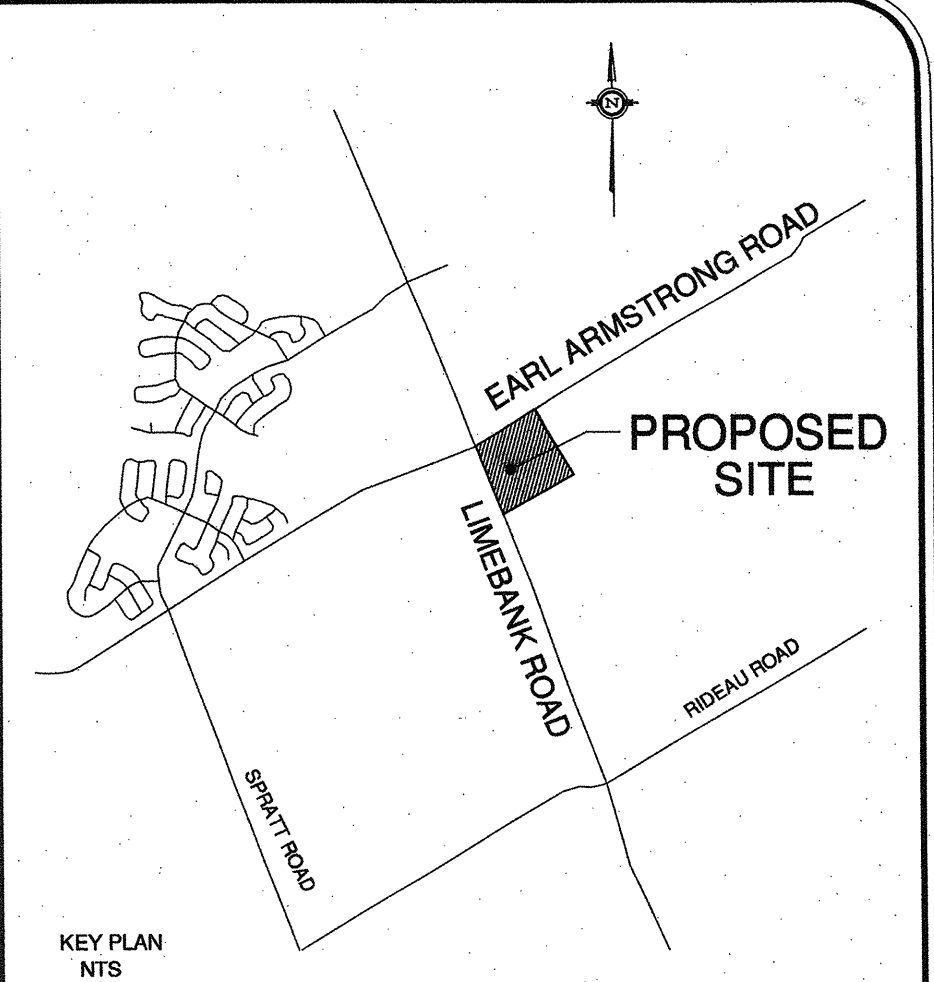 N
EARL ARMSTRONG ROAD
PROPOSED
SITE
LIMEBANK ROAD
RIDEAU ROAD
SPRATT ROAD
KEY PLAN
NTS